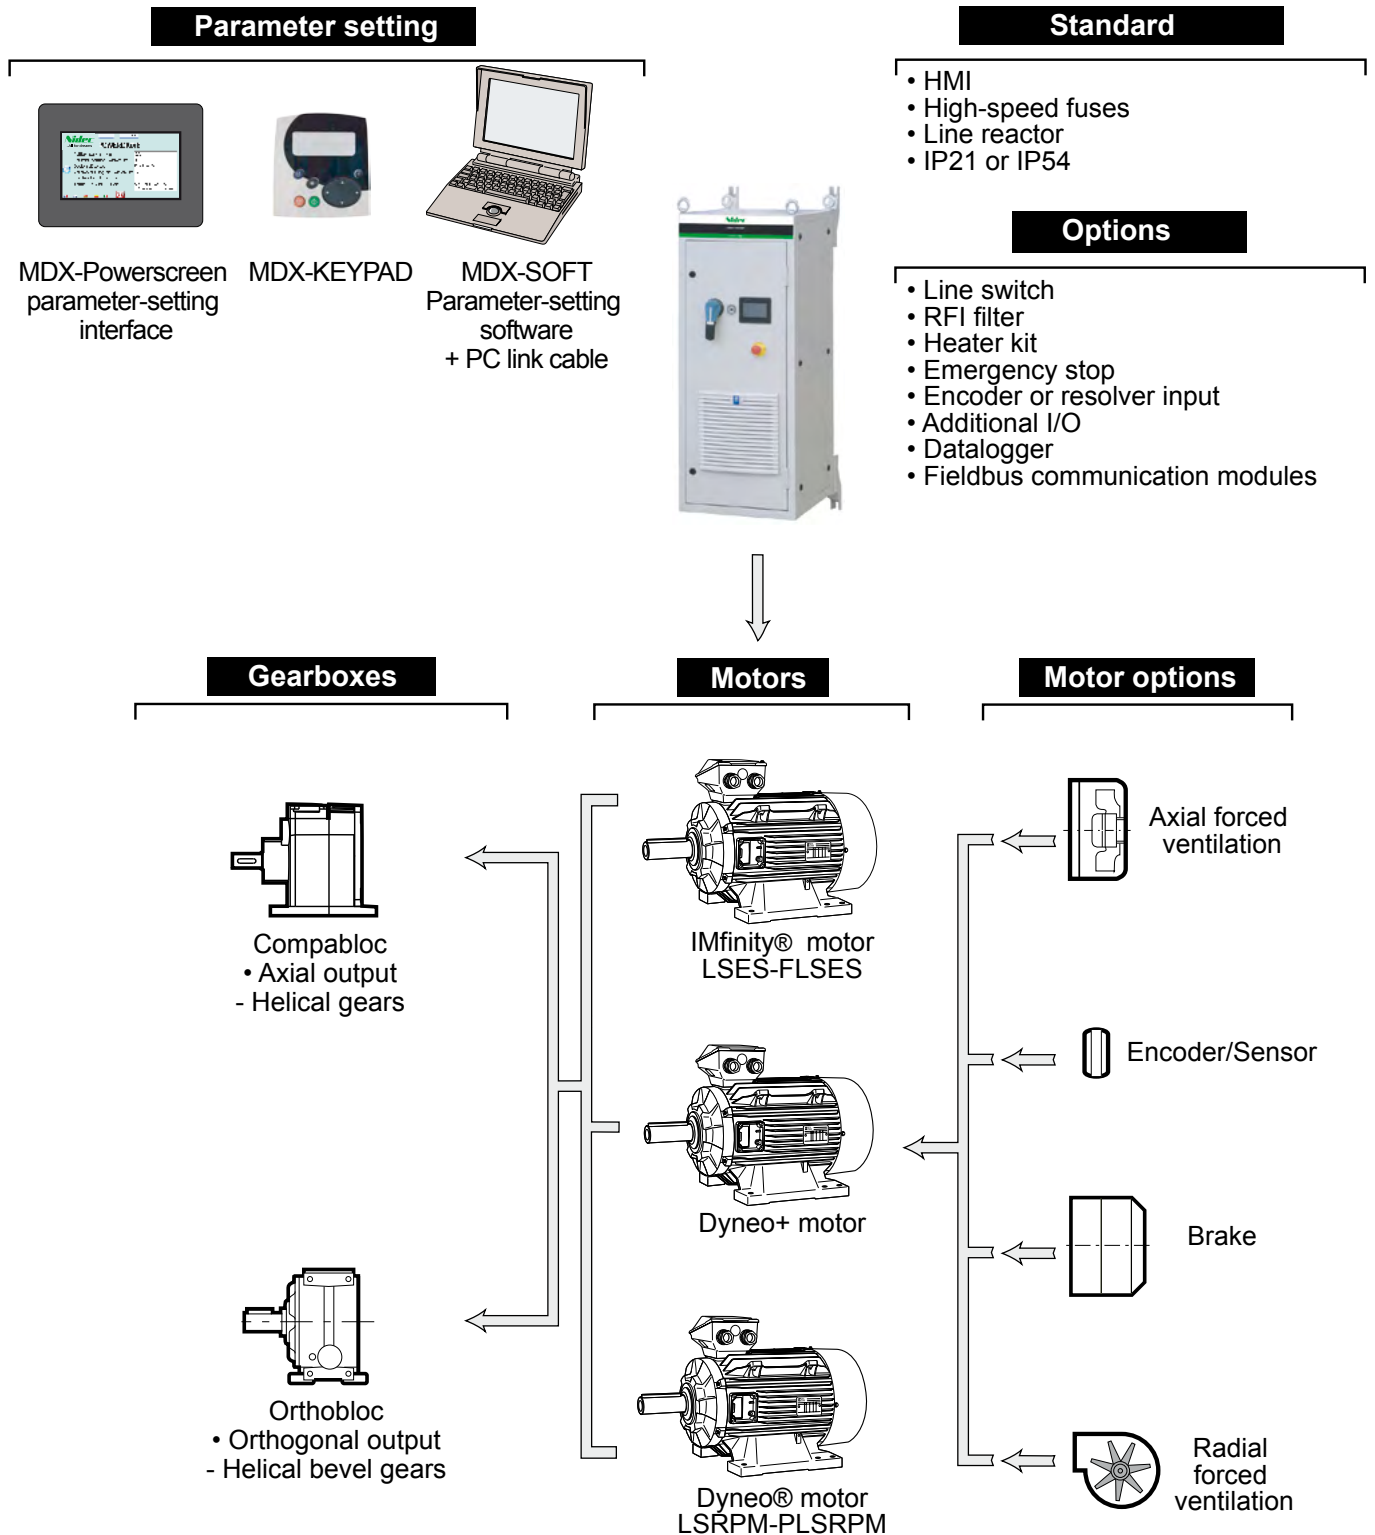 Parameter setting
Nidec
MDX-Powerscreen
parameter-setting
interface
MDX-KEYPAD
MDX-SOFT
Parameter-setting
software
+ PC link cable
Nidec
Standard
• HMI
• High-speed fuses
• Line reactor
• IP21 or IP54
Options
• Line switch
• RFI filter
• Heater kit
• Emergency stop
• Encoder or resolver input
• Additional I/O
• Datalogger
• Fieldbus communication modules
Gearboxes
Compabloc
• Axial output
- Helical gears
Orthobloc
• Orthogonal output
- Helical bevel gears
Motors
IMfinity® motor
LSES-FLSES
Dyneo+ motor
Dyneo® motor
LSRPM-PLSRPM
Motor options
Axial forced
ventilation
Encoder/Sensor
Brake
Radial
forced
ventilation